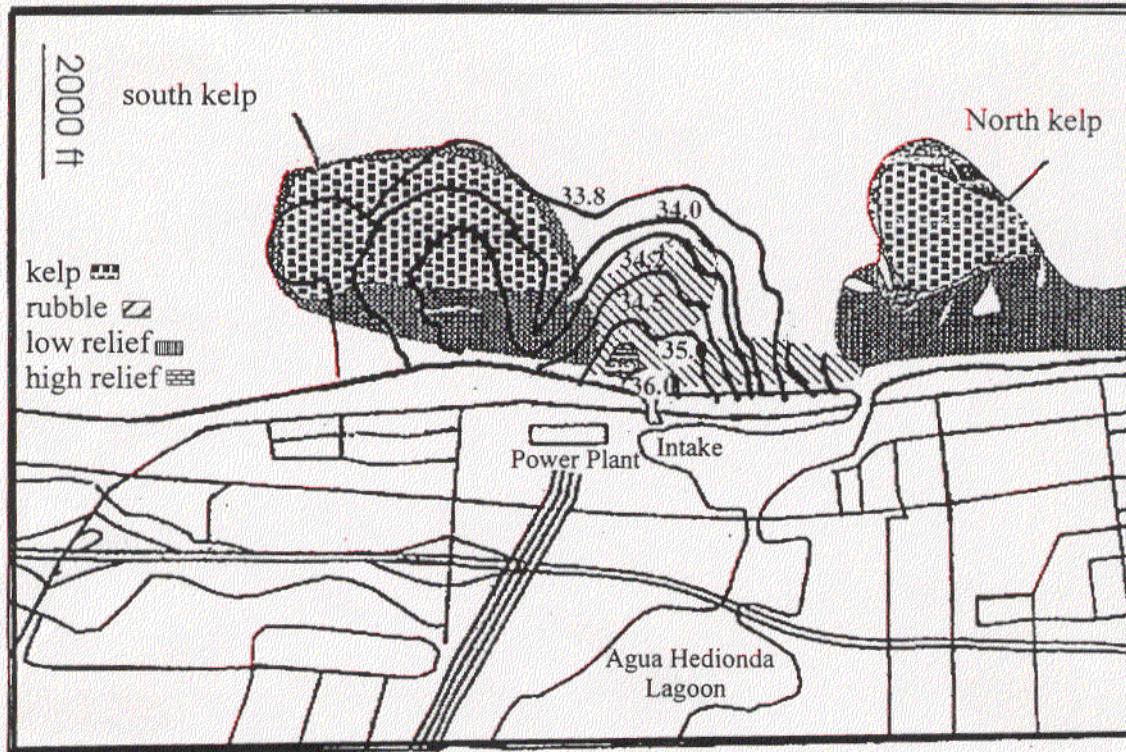 2000 ft
south kelp
North kelp
33.8
34.0
kelp
rubble
low relief
high relief
35.
36.0
Intake
Power Plant
Agua Hedionda
Lagoon